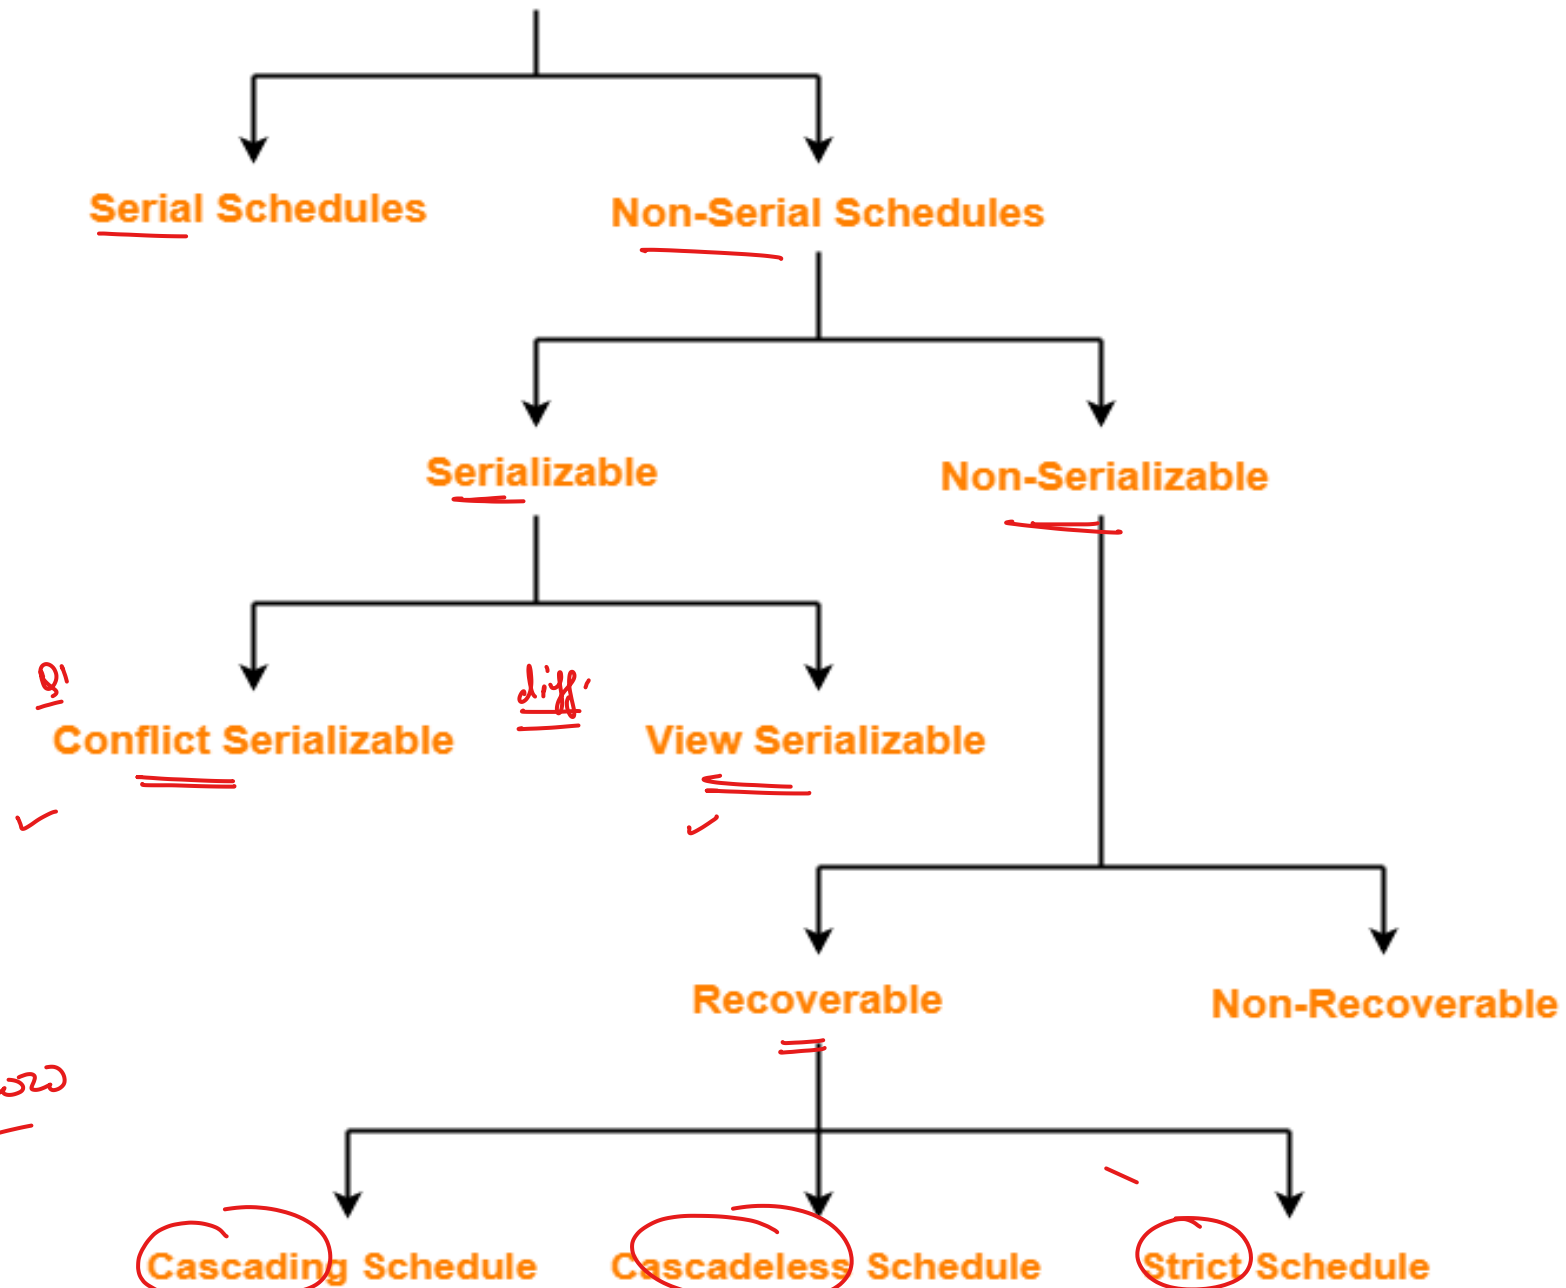 Serial Schedules
Non-Serial Schedules
Serializable
Non-Serializable
Q1
diff.
Conflict Serializable
View Serializable
Recoverable
Non-Recoverable
Cascading Schedule
Cascadeless Schedule
Strict Schedule